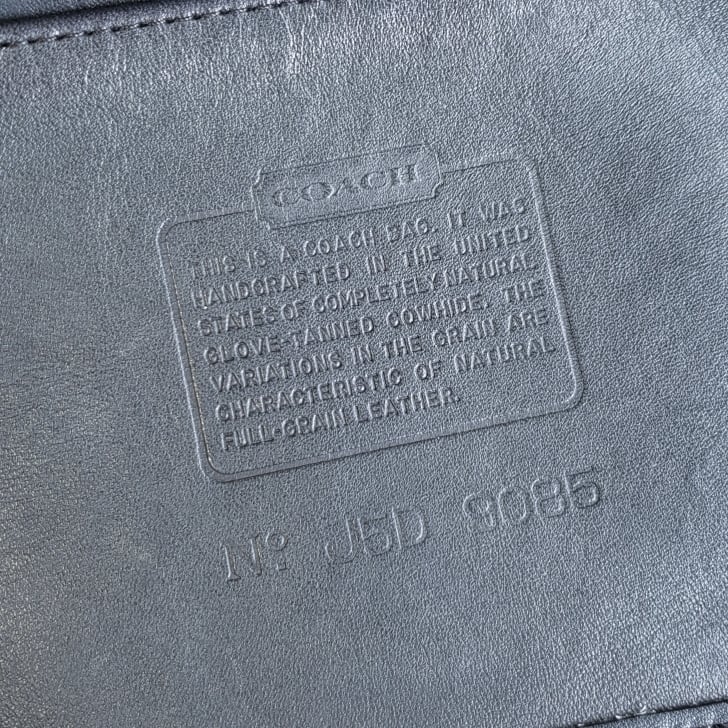 COACH
THIS IS A COACH BAG. IT WAS
HANDCRAFTED IN THE UNITED
STATES OF COMPLETELY NATURAL
GLOVE-TANNED COWHIDE. THE
VARIATIONS IN THE GRAIN ARE
CHARACTERISTIC OF NATURAL
FULL-GRAIN LEATHER.
Nº J5D 9085